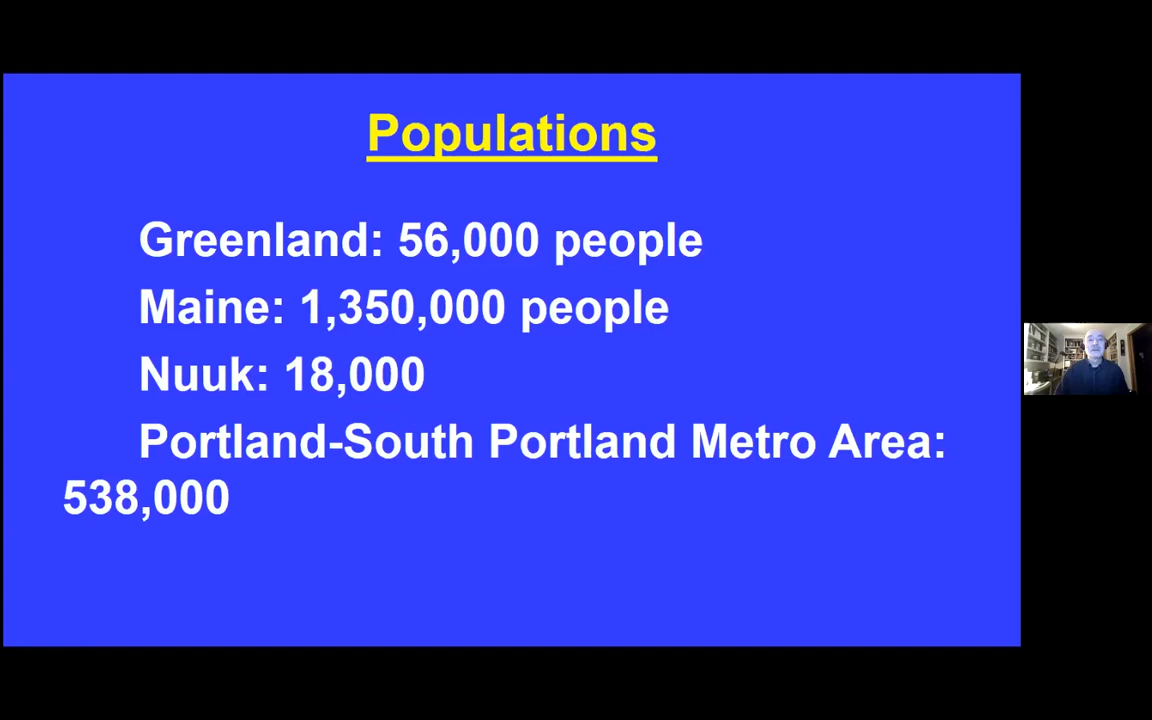 Populations
Greenland: 56,000 people
Maine: 1,350,000 people
Nuuk: 18,000
Portland-South Portland Metro Area:
538,000